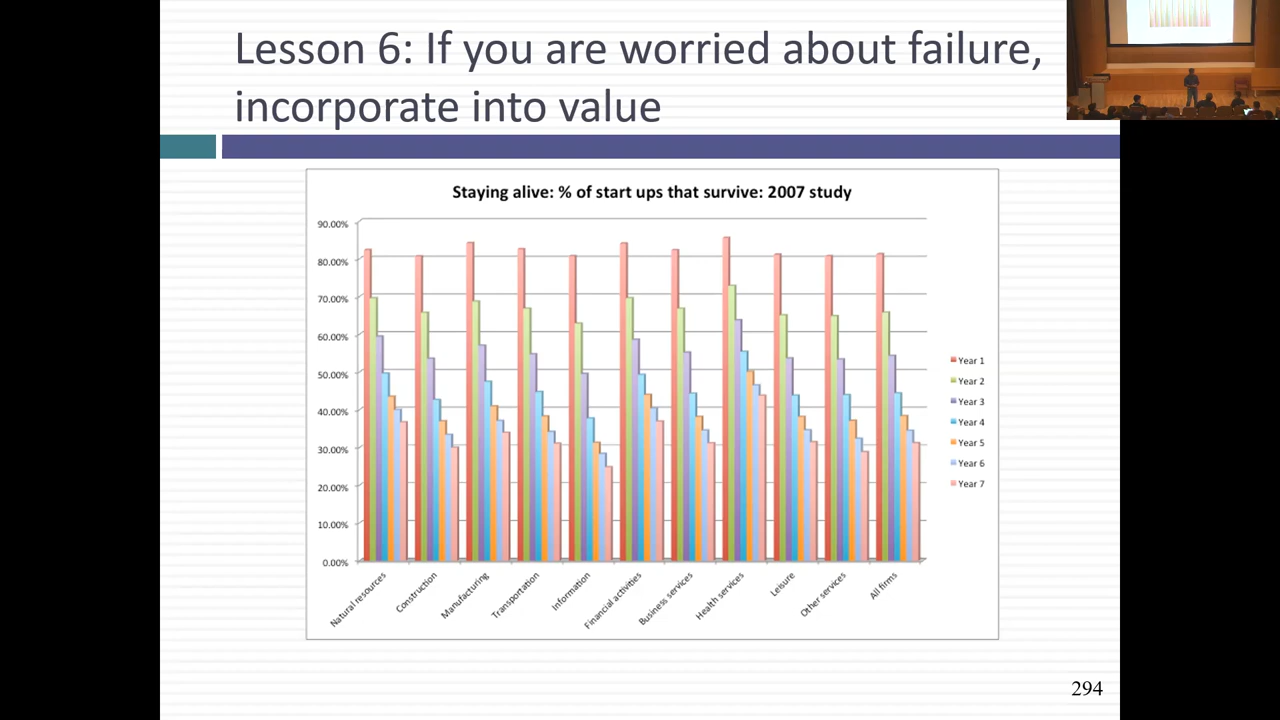 Lesson 6: If you are worried about failure,
incorporate into value
Staying alive: % of start ups that survive: 2007 study
90.00%
80.00%
70.00%
60.00%
50.00%
40.00%
30.00%
20.00%
10.00%
0.00%
Natural resources
Construction
Manufacturing
Transportation
Information
Financial activities
Business services
Health services
Leisure
Other services
All firms
Year 1
Year 2
Year 3
Year 4
Year 5
Year 6
Year 7
294